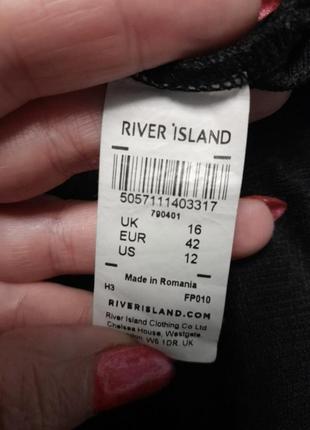 RIVER ISLAND
5057111403317
790401
UK 16
EUR 42
US 12
Made in Romania
H3 FP010
RIVERISLAND.COM
River Island Clothing Co Ltd
Chelsea House, Westgate
W5 1DR, UK